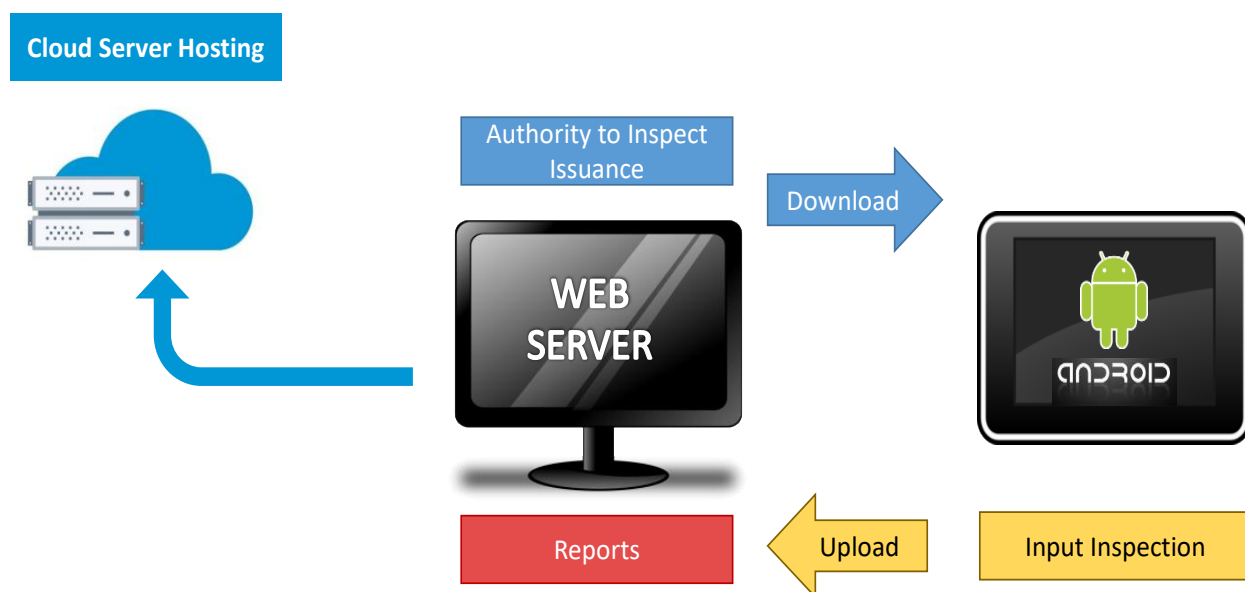 Cloud Server Hosting
Authority to Inspect
Issuance
Download
WEB
SERVER
ANDROID
Reports
Upload
Input Inspection